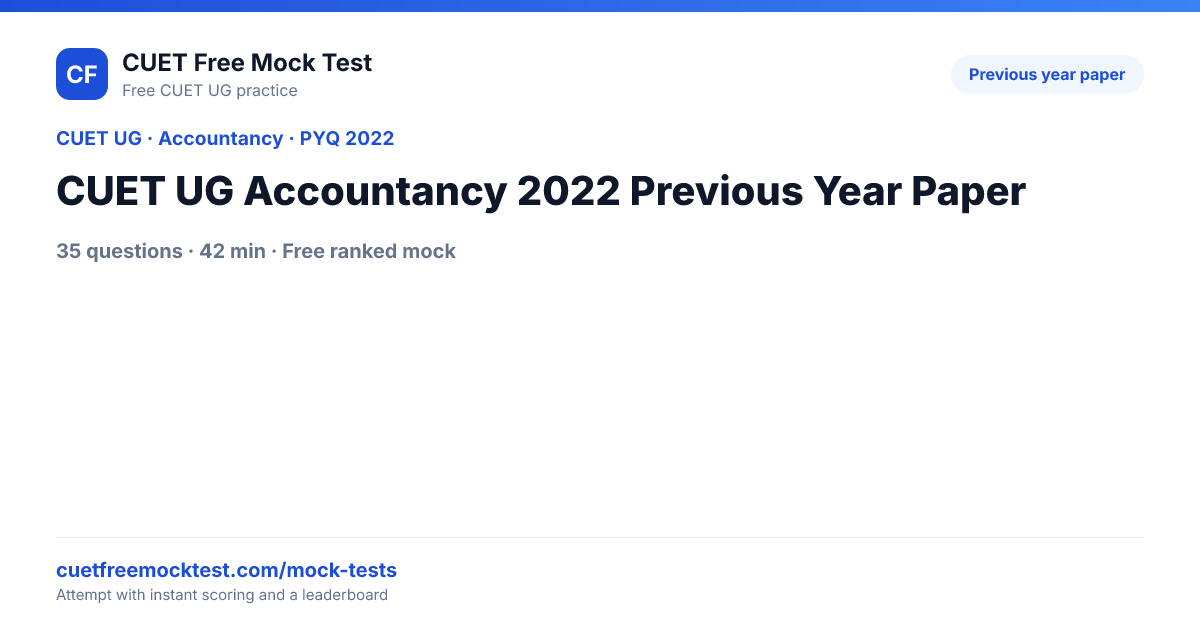 CF
CUET Free Mock Test
Free CUET UG practice
Previous year paper
CUET UG · Accountancy · PYQ 2022
CUET UG Accountancy 2022 Previous Year Paper
35 questions · 42 min · Free ranked mock
cuetfreemocktest.com/mock-tests
Attempt with instant scoring and a leaderboard